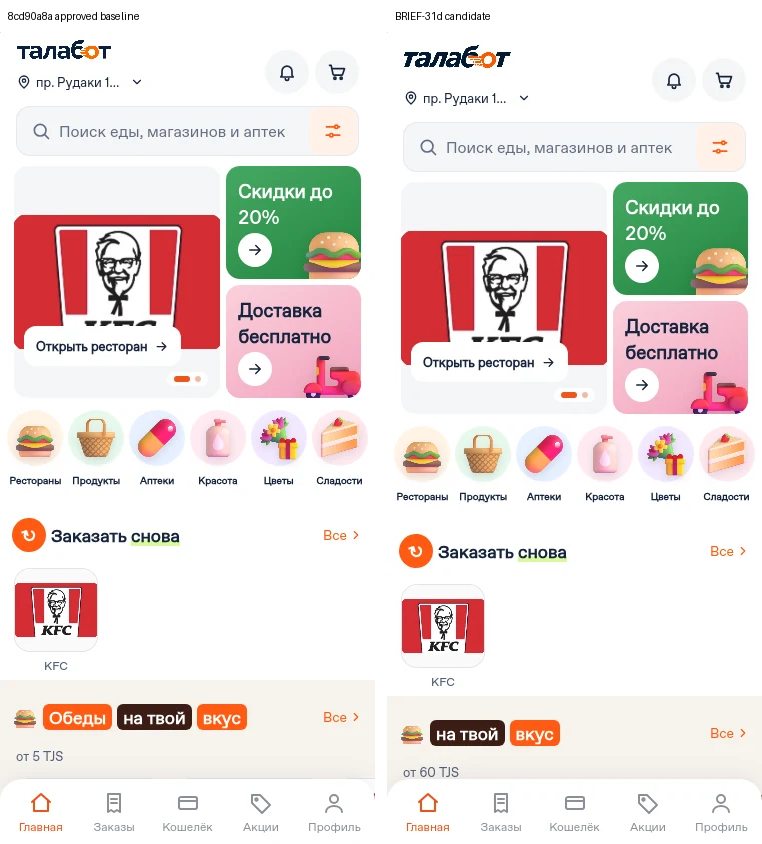 8cd90a8a approved baseline
талабот
пр. Рудаки 1...
Поиск еды, магазинов и аптек
Скидки до
20%
KFC
Открыть ресторан
Доставка
бесплатно
Рестораны
Продукты
Аптеки
Красота
Цветы
Сладости
Заказать снова
Все
KFC
KFC
Обеды на твой вкус
Все
от 5 TJS
Главная
Заказы
Кошелёк
Акции
Профиль
BRIEF-31d candidate
талабот
пр. Рудаки 1...
Поиск еды, магазинов и аптек
Скидки до
20%
KFC
Открыть ресторан
Доставка
бесплатно
Рестораны
Продукты
Аптеки
Красота
Цветы
Сладости
Заказать снова
Все
KFC
KFC
на твой вкус
Все
от 60 TJS
Главная
Заказы
Кошелёк
Акции
Профиль